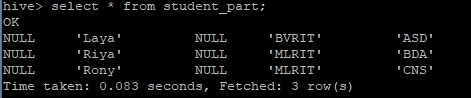 hive> select * from student_part;
OK
NULL    'Laya'          NULL    'BVRIT'         'ASD'
NULL    'Riya'          NULL    'MLRIT'         'BDA'
NULL    'Rony'          NULL    'MLRIT'         'CNS'
Time taken: 0.083 seconds, Fetched: 3 row(s)